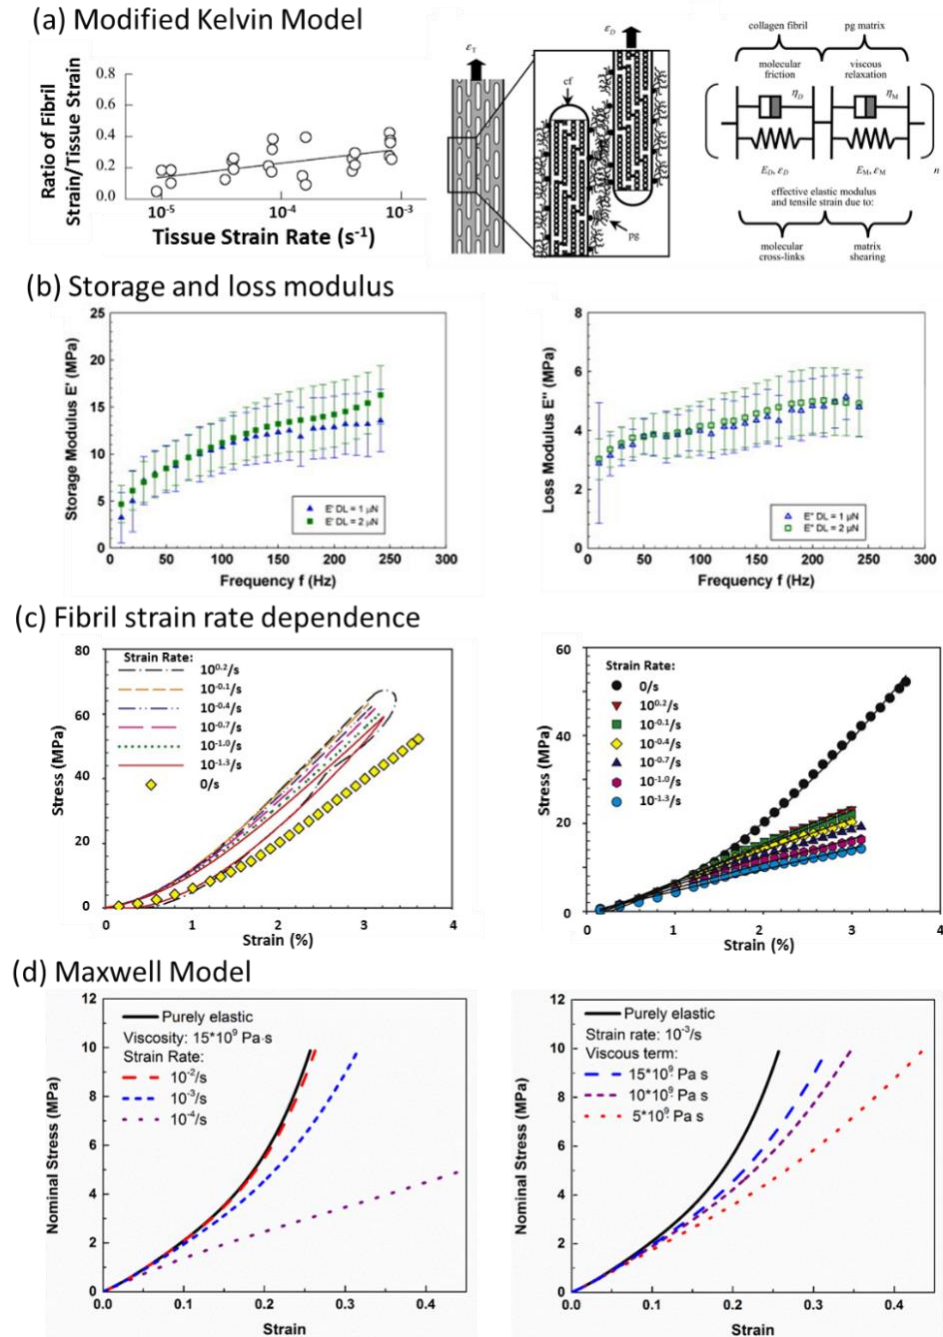 (a) Modified Kelvin Model
Ratio of Fibril
Strain/Tissue Strain
0.8
0.6
0.4
0.2
0.0
10-5
10-4
10-3
Tissue Strain Rate (s-1)
εT
εD
cf
pg
collagen fibril
pg matrix
molecular
friction
viscous
relaxation
ηD
ηM
ED, εD
EM, εM
n
effective elastic modulus
and tensile strain due to:
molecular
cross-links
matrix
shearing
(b) Storage and loss modulus
Storage Modulus E' (MPa)
25
20
15
10
5
0
0 50 100 150 200 250 300
Frequency f (Hz)
E' DL = 1 µN
E' DL = 2 µN
Loss Modulus E" (MPa)
8
6
4
2
0
0 50 100 150 200 250 300
Frequency f (Hz)
E" DL = 1 µN
E" DL = 2 µN
(c) Fibril strain rate dependence
Stress (MPa)
80
60
40
20
0
0 1 2 3 4
Strain (%)
Strain Rate:
10^0.2/s
10^-0.1/s
10^-0.4/s
10^-0.7/s
10^-1.0/s
10^-1.3/s
0/s
Stress (MPa)
60
40
20
0
0 1 2 3 4
Strain (%)
Strain Rate:
0/s
10^0.2/s
10^-0.1/s
10^-0.4/s
10^-0.7/s
10^-1.0/s
10^-1.3/s
(d) Maxwell Model
Nominal Stress (MPa)
12
10
8
6
4
2
0
0.0 0.1 0.2 0.3 0.4
Strain
Purely elastic
Viscosity: 15*10^9 Pa·s
Strain Rate:
10^-2/s
10^-3/s
10^-4/s
Nominal Stress (MPa)
12
10
8
6
4
2
0
0.0 0.1 0.2 0.3 0.4
Strain
Purely elastic
Strain rate: 10^-3/s
Viscous term:
15*10^9 Pa s
10*10^9 Pa s
5*10^9 Pa s